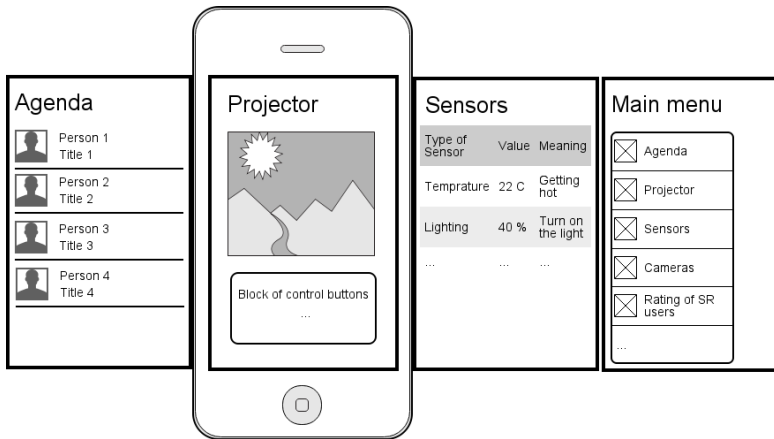 Agenda
Person 1
Title 1
Person 2
Title 2
Person 3
Title 3
Person 4
Title 4
Projector
Block of control buttons
...
Sensors
Type of Sensor Value Meaning
Temprature 22 C Getting hot
Lighting 40 % Turn on the light
... ... ...
Main menu
Agenda
Projector
Sensors
Cameras
Rating of SR
users
...